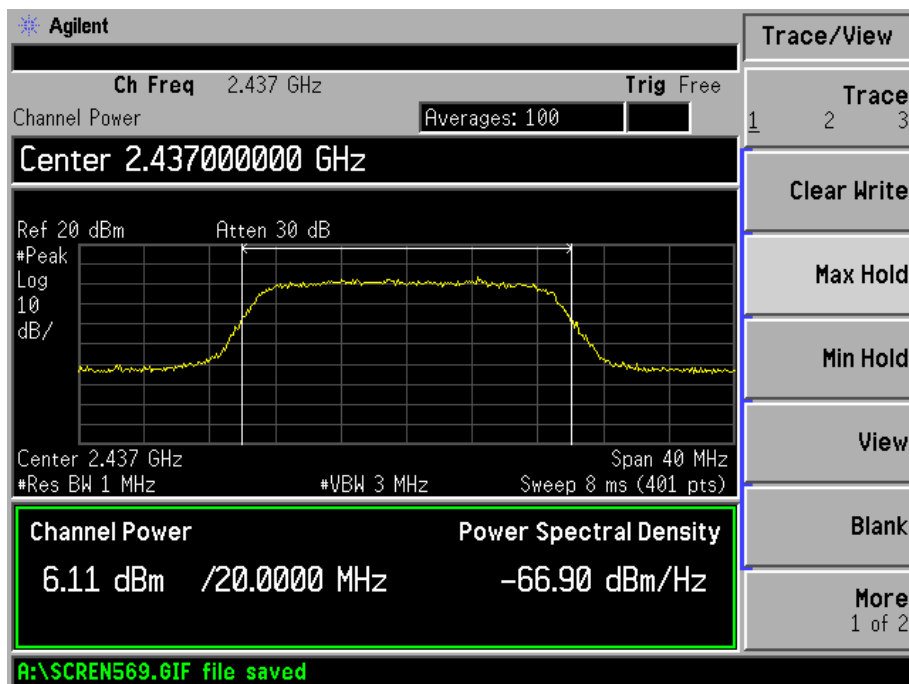 Agilent
Trace/View
Ch Freq 2.437 GHz Trig Free
Channel Power Averages: 100
Center 2.437000000 GHz
Ref 20 dBm Atten 30 dB
#Peak
Log
10
dB/
Center 2.437 GHz Span 40 MHz
#Res BW 1 MHz #VBW 3 MHz Sweep 8 ms (401 pts)
Channel Power Power Spectral Density
6.11 dBm /20.0000 MHz -66.90 dBm/Hz
A:\SCREN569.GIF file saved
Trace
1 2 3
Clear Write
Max Hold
Min Hold
View
Blank
More
1 of 2